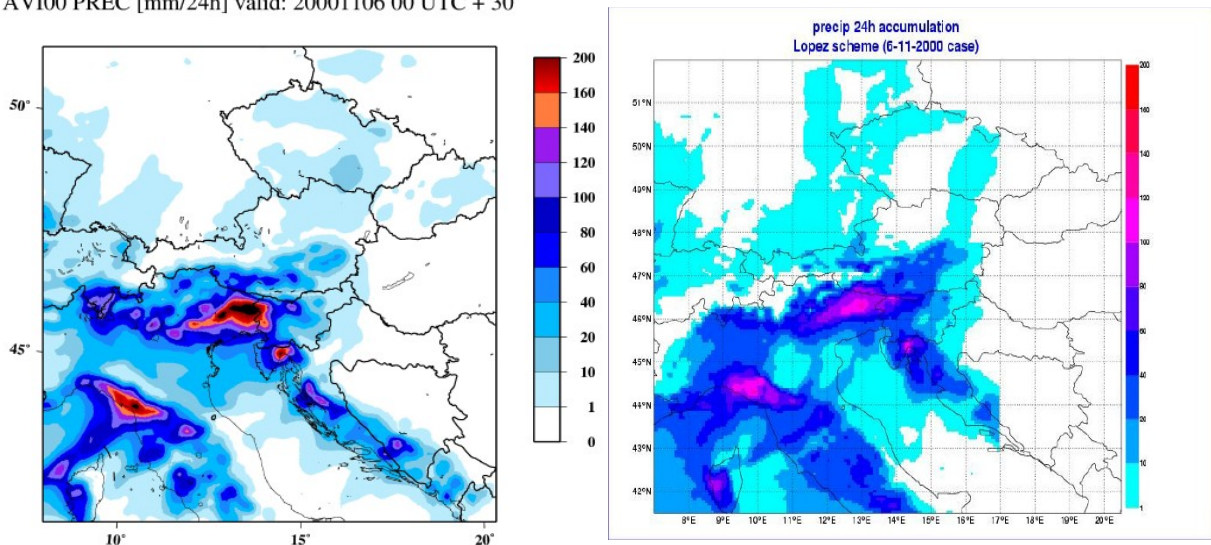 AVI00 PREC [mm/24h] valid: 20001106 00 UTC + 30
50°
45°
10°
15°
20°
200
160
140
120
100
80
60
40
20
10
1
0
precip 24h accumulation
Lopez scheme (6-11-2000 case)
51°N
50°N
49°N
48°N
47°N
46°N
45°N
44°N
43°N
42°N
8°E 9°E 10°E 11°E 12°E 13°E 14°E 15°E 16°E 17°E 18°E 19°E 20°E
200
160
140
120
100
80
60
40
20
10
1